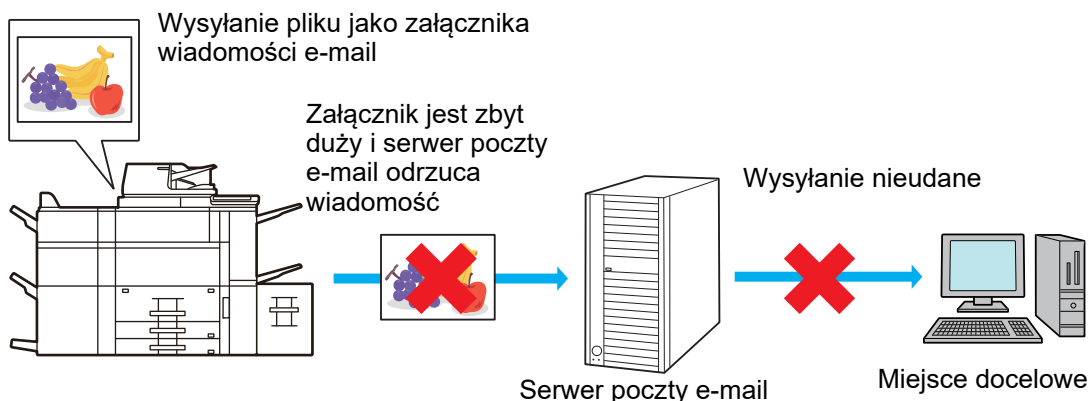 Wysyłanie pliku jako załącznika
wiadomości e-mail
Załącznik jest zbyt
duży i serwer poczty
e-mail odrzuca
wiadomość
Wysyłanie nieudane
Serwer poczty e-mail
Miejsce docelowe